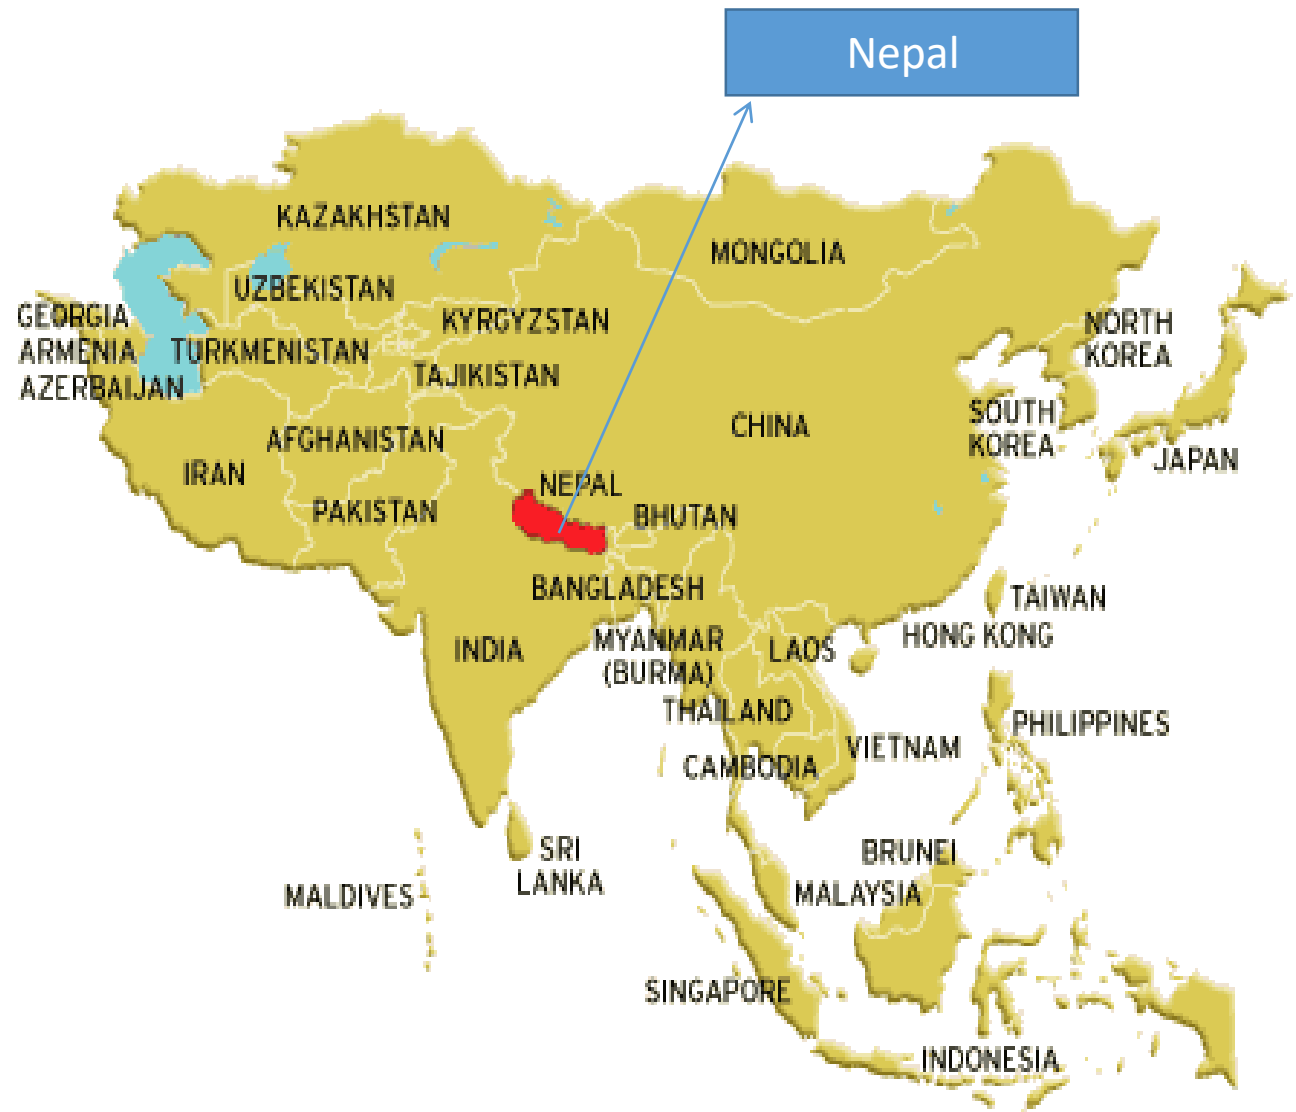 Nepal
KAZAKHSTAN
MONGOLIA
UZBEKISTAN
GEORGIA
ARMENIA
AZERBAIJAN
TURKMENISTAN
KYRGYZSTAN
TAJIKISTAN
NORTH
KOREA
SOUTH
KOREA
JAPAN
CHINA
AFGHANISTAN
IRAN
PAKISTAN
NEPAL
BHUTAN
BANGLADESH
TAIWAN
HONG KONG
INDIA
MYANMAR
(BURMA)
LAOS
THAILAND
VIETNAM
PHILIPPINES
CAMBODIA
SRI
LANKA
BRUNEI
MALDIVES
MALAYSIA
SINGAPORE
INDONESIA